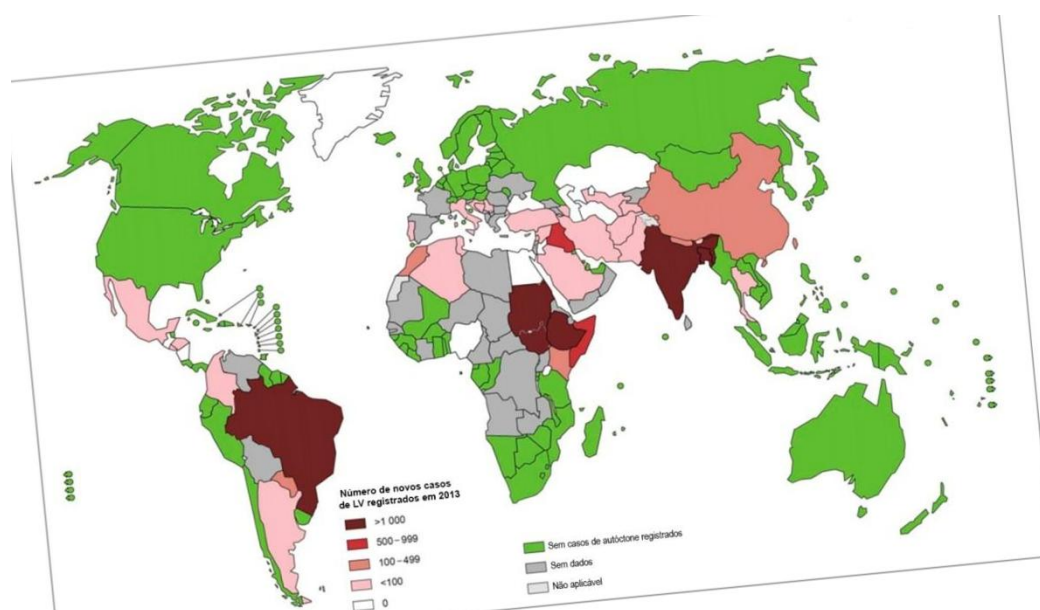 Número de novos casos
de LV registrados em 2013
>1 000
500–999
100–499
<100
0
Sem casos de autóctone registrados
Sem dados
Não aplicável